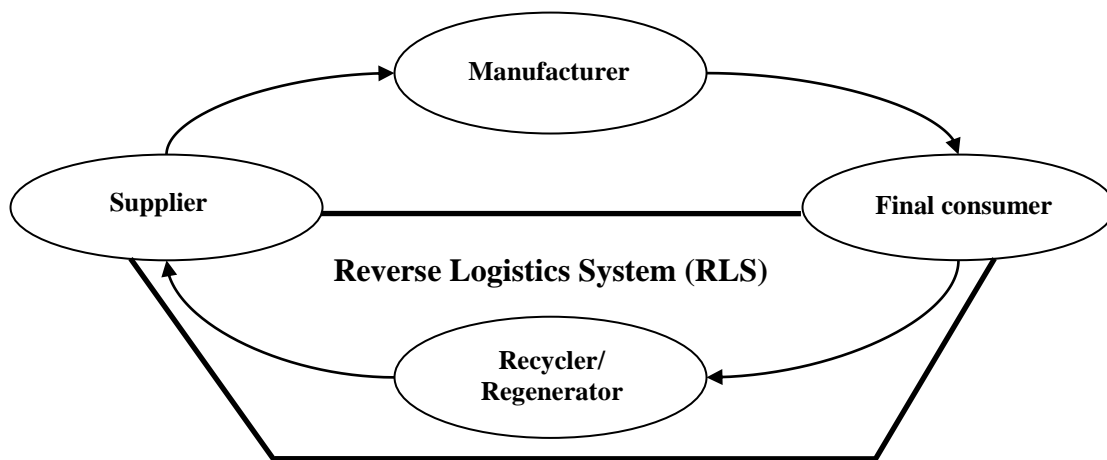 Manufacturer
Supplier
Final consumer
Reverse Logistics System (RLS)
Recycler/
Regenerator